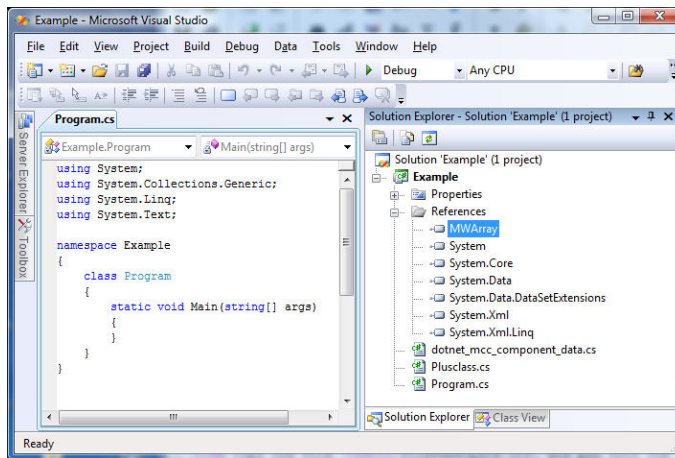 Example - Microsoft Visual Studio
File Edit View Project Build Debug Data Tools Window Help
Debug Any CPU
Program.cs
Example.Program Main(string[] args)
using System;
using System.Collections.Generic;
using System.Linq;
using System.Text;
namespace Example
{
class Program
{
static void Main(string[] args)
{
}
}
}
Server Explorer
Toolbox
Solution Explorer - Solution 'Example' (1 project)
Solution 'Example' (1 project)
Example
Properties
References
MWArray
System
System.Core
System.Data
System.Data.DataSetExtensions
System.Xml
System.Xml.Linq
dotnet_mcc_component_data.cs
Plusclass.cs
Program.cs
Solution Explorer Class View
Ready